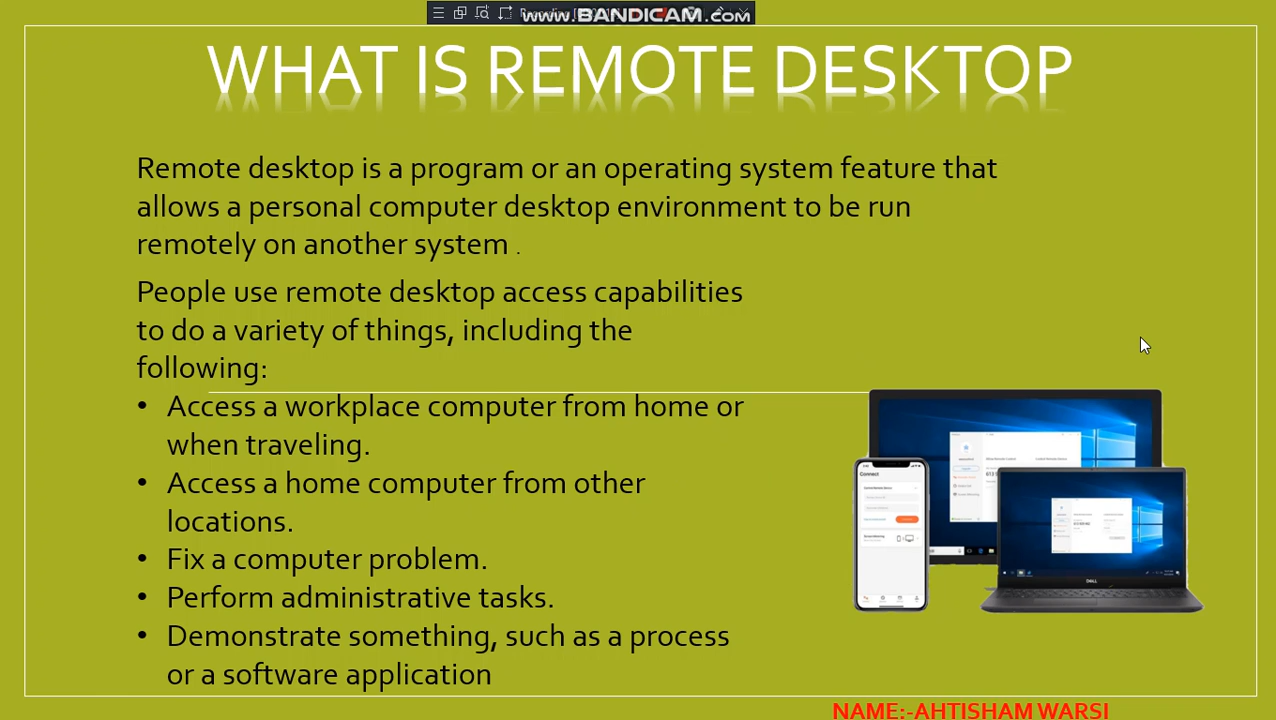 www.BANDICAM.com
WHAT IS REMOTE DESKTOP
Remote desktop is a program or an operating system feature that
allows a personal computer desktop environment to be run
remotely on another system .
People use remote desktop access capabilities
to do a variety of things, including the
following:
• Access a workplace computer from home or
when traveling.
• Access a home computer from other
locations.
• Fix a computer problem.
• Perform administrative tasks.
• Demonstrate something, such as a process
or a software application
Connect
DELL
NAME:-AHTISHAM WARSI